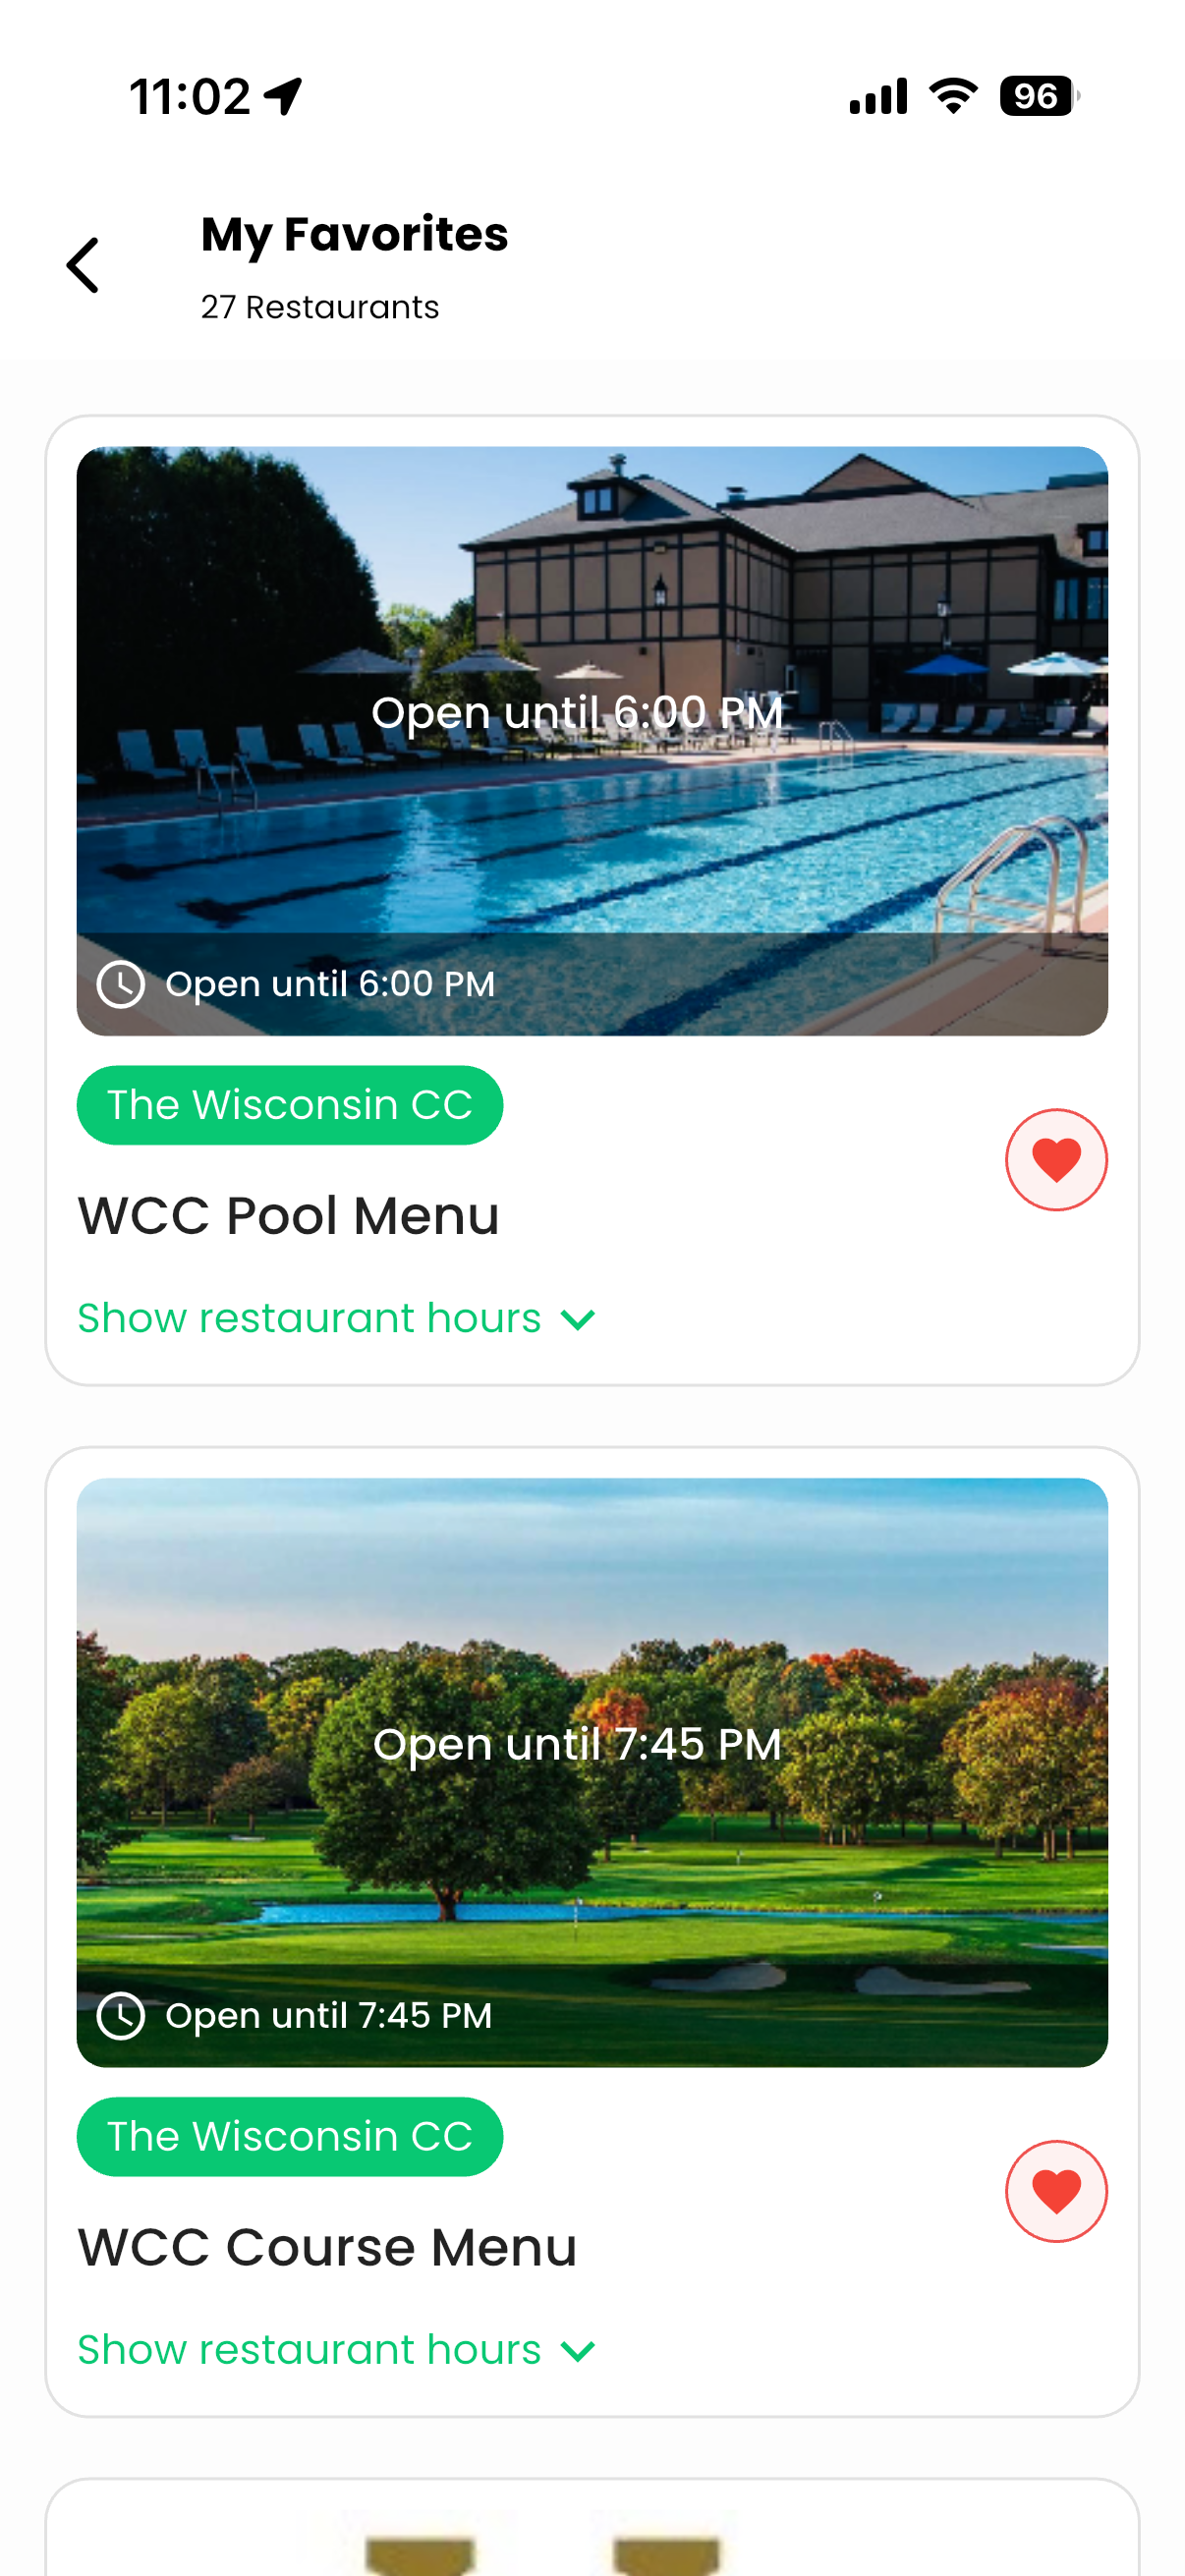 11:02
96
My Favorites
27 Restaurants
Open until 6:00 PM
Open until 6:00 PM
The Wisconsin CC
WCC Pool Menu
Show restaurant hours
Open until 7:45 PM
Open until 7:45 PM
The Wisconsin CC
WCC Course Menu
Show restaurant hours